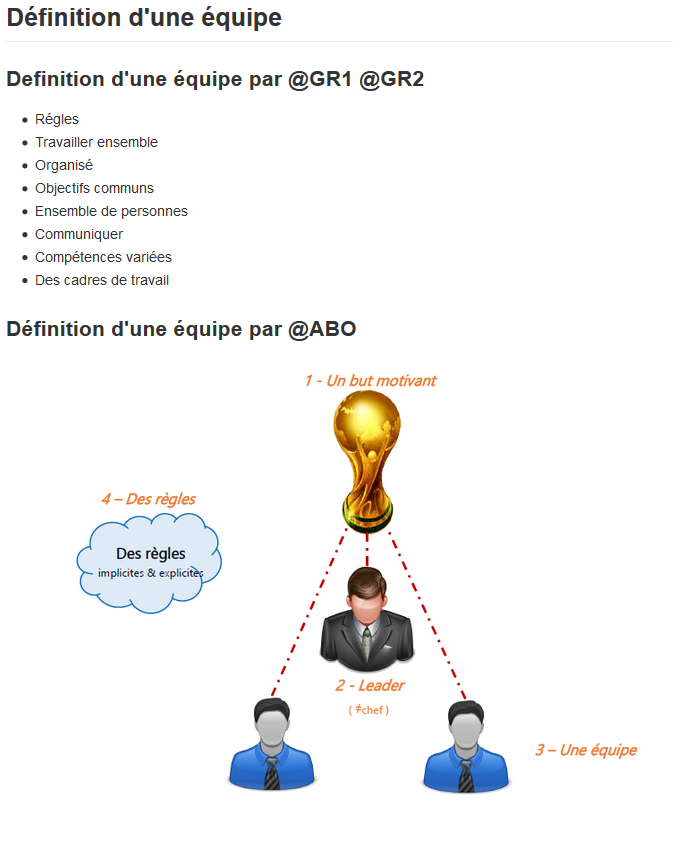 Définition d'une équipe
Definition d'une équipe par @GR1 @GR2
Régles
Travailler ensemble
Organisé
Objectifs communs
Ensemble de personnes
Communiquer
Compétences variées
Des cadres de travail
Définition d'une équipe par @ABO
1 - Un but motivant
4 – Des règles
Des règles
implicites & explicites
2 - Leader
( ≠chef )
3 – Une équipe